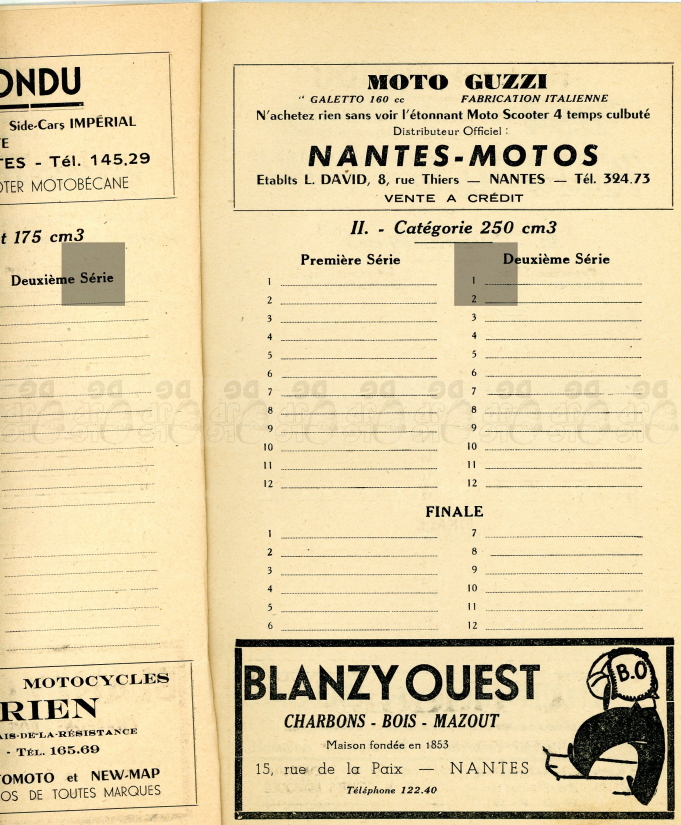 ONDU
Side-Cars IMPÉRIAL
TES - Tél. 145,29
OTER MOTOBÉCANE
t 175 cm3
Deuxième Série
MOTOCYCLES
RIEN
AIS-DE-LA-RÉSISTANCE
- TÉL. 165.69
TOMOTO et NEW-MAP
OS DE TOUTES MARQUES
MOTO GUZZI
" GALETTO 160 cc FABRICATION ITALIENNE
N'achetez rien sans voir l'étonnant Moto Scooter 4 temps culbuté
Distributeur Officiel :
NANTES-MOTOS
Etablts L. DAVID, 8, rue Thiers — NANTES — Tél. 324.73
VENTE A CRÉDIT
II. - Catégorie 250 cm3
Première Série
1
2
3
4
5
6
7
8
9
10
11
12
Deuxième Série
1
2
3
4
5
6
7
8
9
10
11
12
FINALE
1
2
3
4
5
6
7
8
9
10
11
12
BLANZY OUEST
B.O
CHARBONS - BOIS - MAZOUT
Maison fondée en 1853
15, rue de la Paix — NANTES
Téléphone 122.40